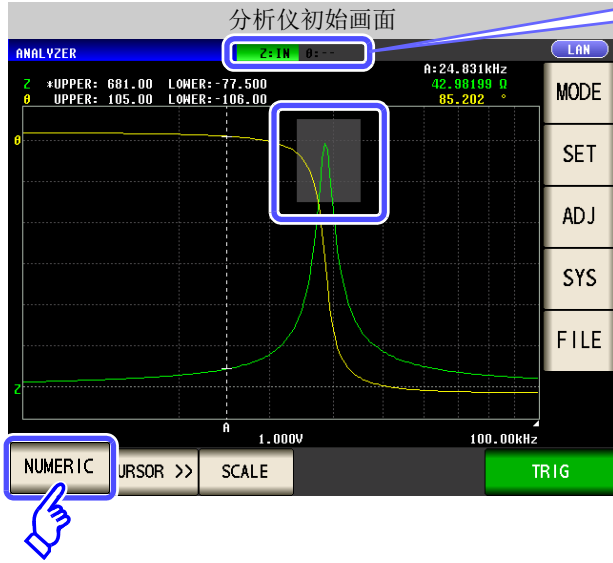 分析仪初始画面
ANALYZER Z:IN θ:-- LAN
A:24.831kHz
Z *UPPER: 681.00 LOWER:-77.500 42.98199 Ω
θ UPPER: 105.00 LOWER:-106.00 85.202 °
MODE
SET
ADJ
SYS
FILE
θ
Z
A
1.000V 100.00kHz
NUMERIC URSOR >> SCALE TRIG